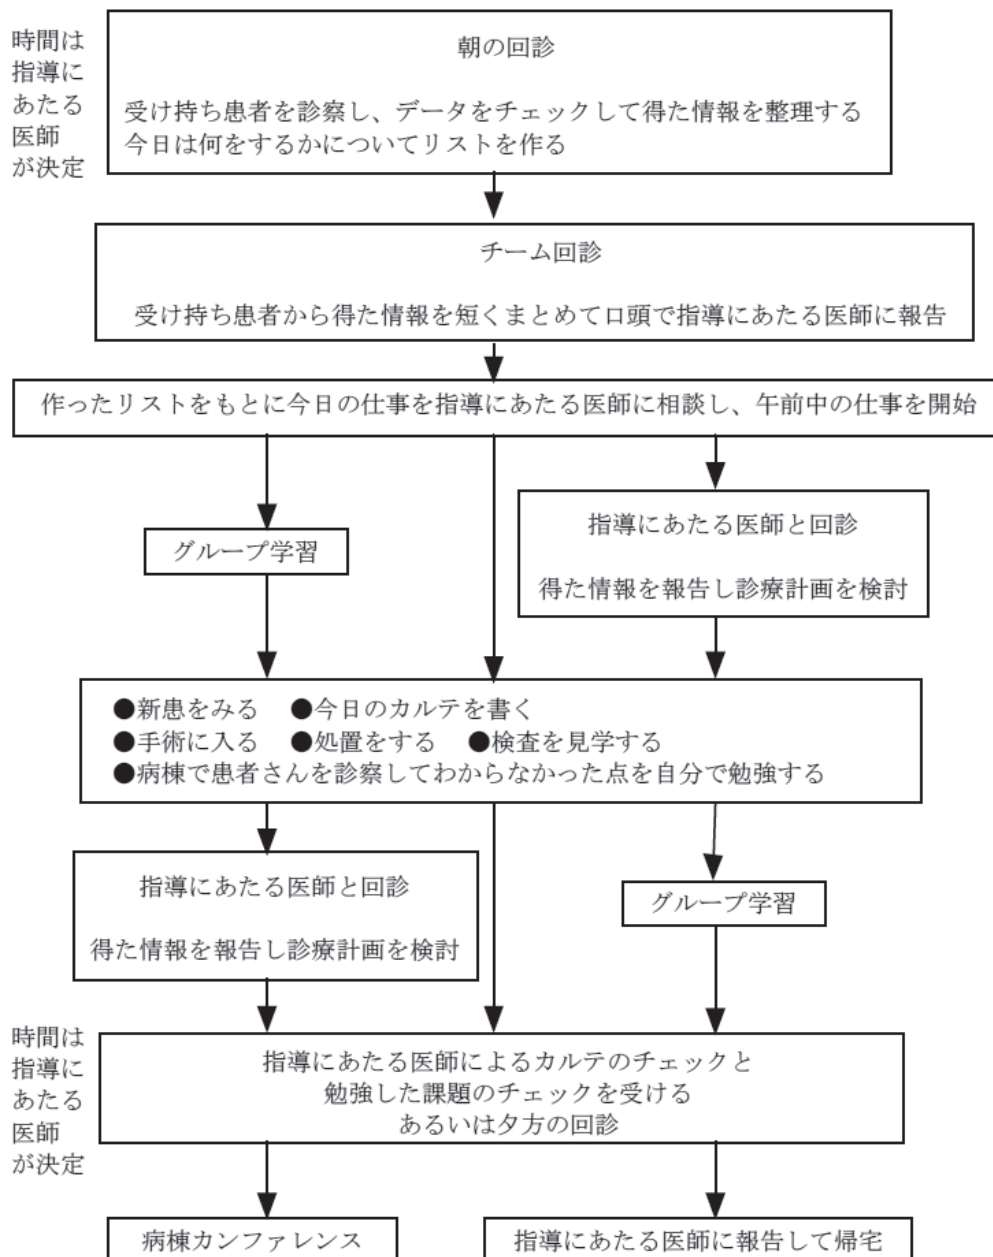 時間は
指導に
あたる
医師
が決定
朝の回診
受け持ち患者を診察し、データをチェックして得た情報を整理する
今日は何をするかについてリストを作る
チーム回診
受け持ち患者から得た情報を短くまとめて口頭で指導にあたる医師に報告
作ったリストをもとに今日の仕事を指導にあたる医師に相談し、午前中の仕事を開始
グループ学習
指導にあたる医師と回診
得た情報を報告し診療計画を検討
●新患をみる ●今日のカルテを書く
●手術に入る ●処置をする ●検査を見学する
●病棟で患者さんを診察してわからなかった点を自分で勉強する
指導にあたる医師と回診
得た情報を報告し診療計画を検討
グループ学習
時間は
指導に
あたる
医師
が決定
指導にあたる医師によるカルテのチェックと
勉強した課題のチェックを受ける
あるいは夕方の回診
病棟カンファレンス
指導にあたる医師に報告して帰宅